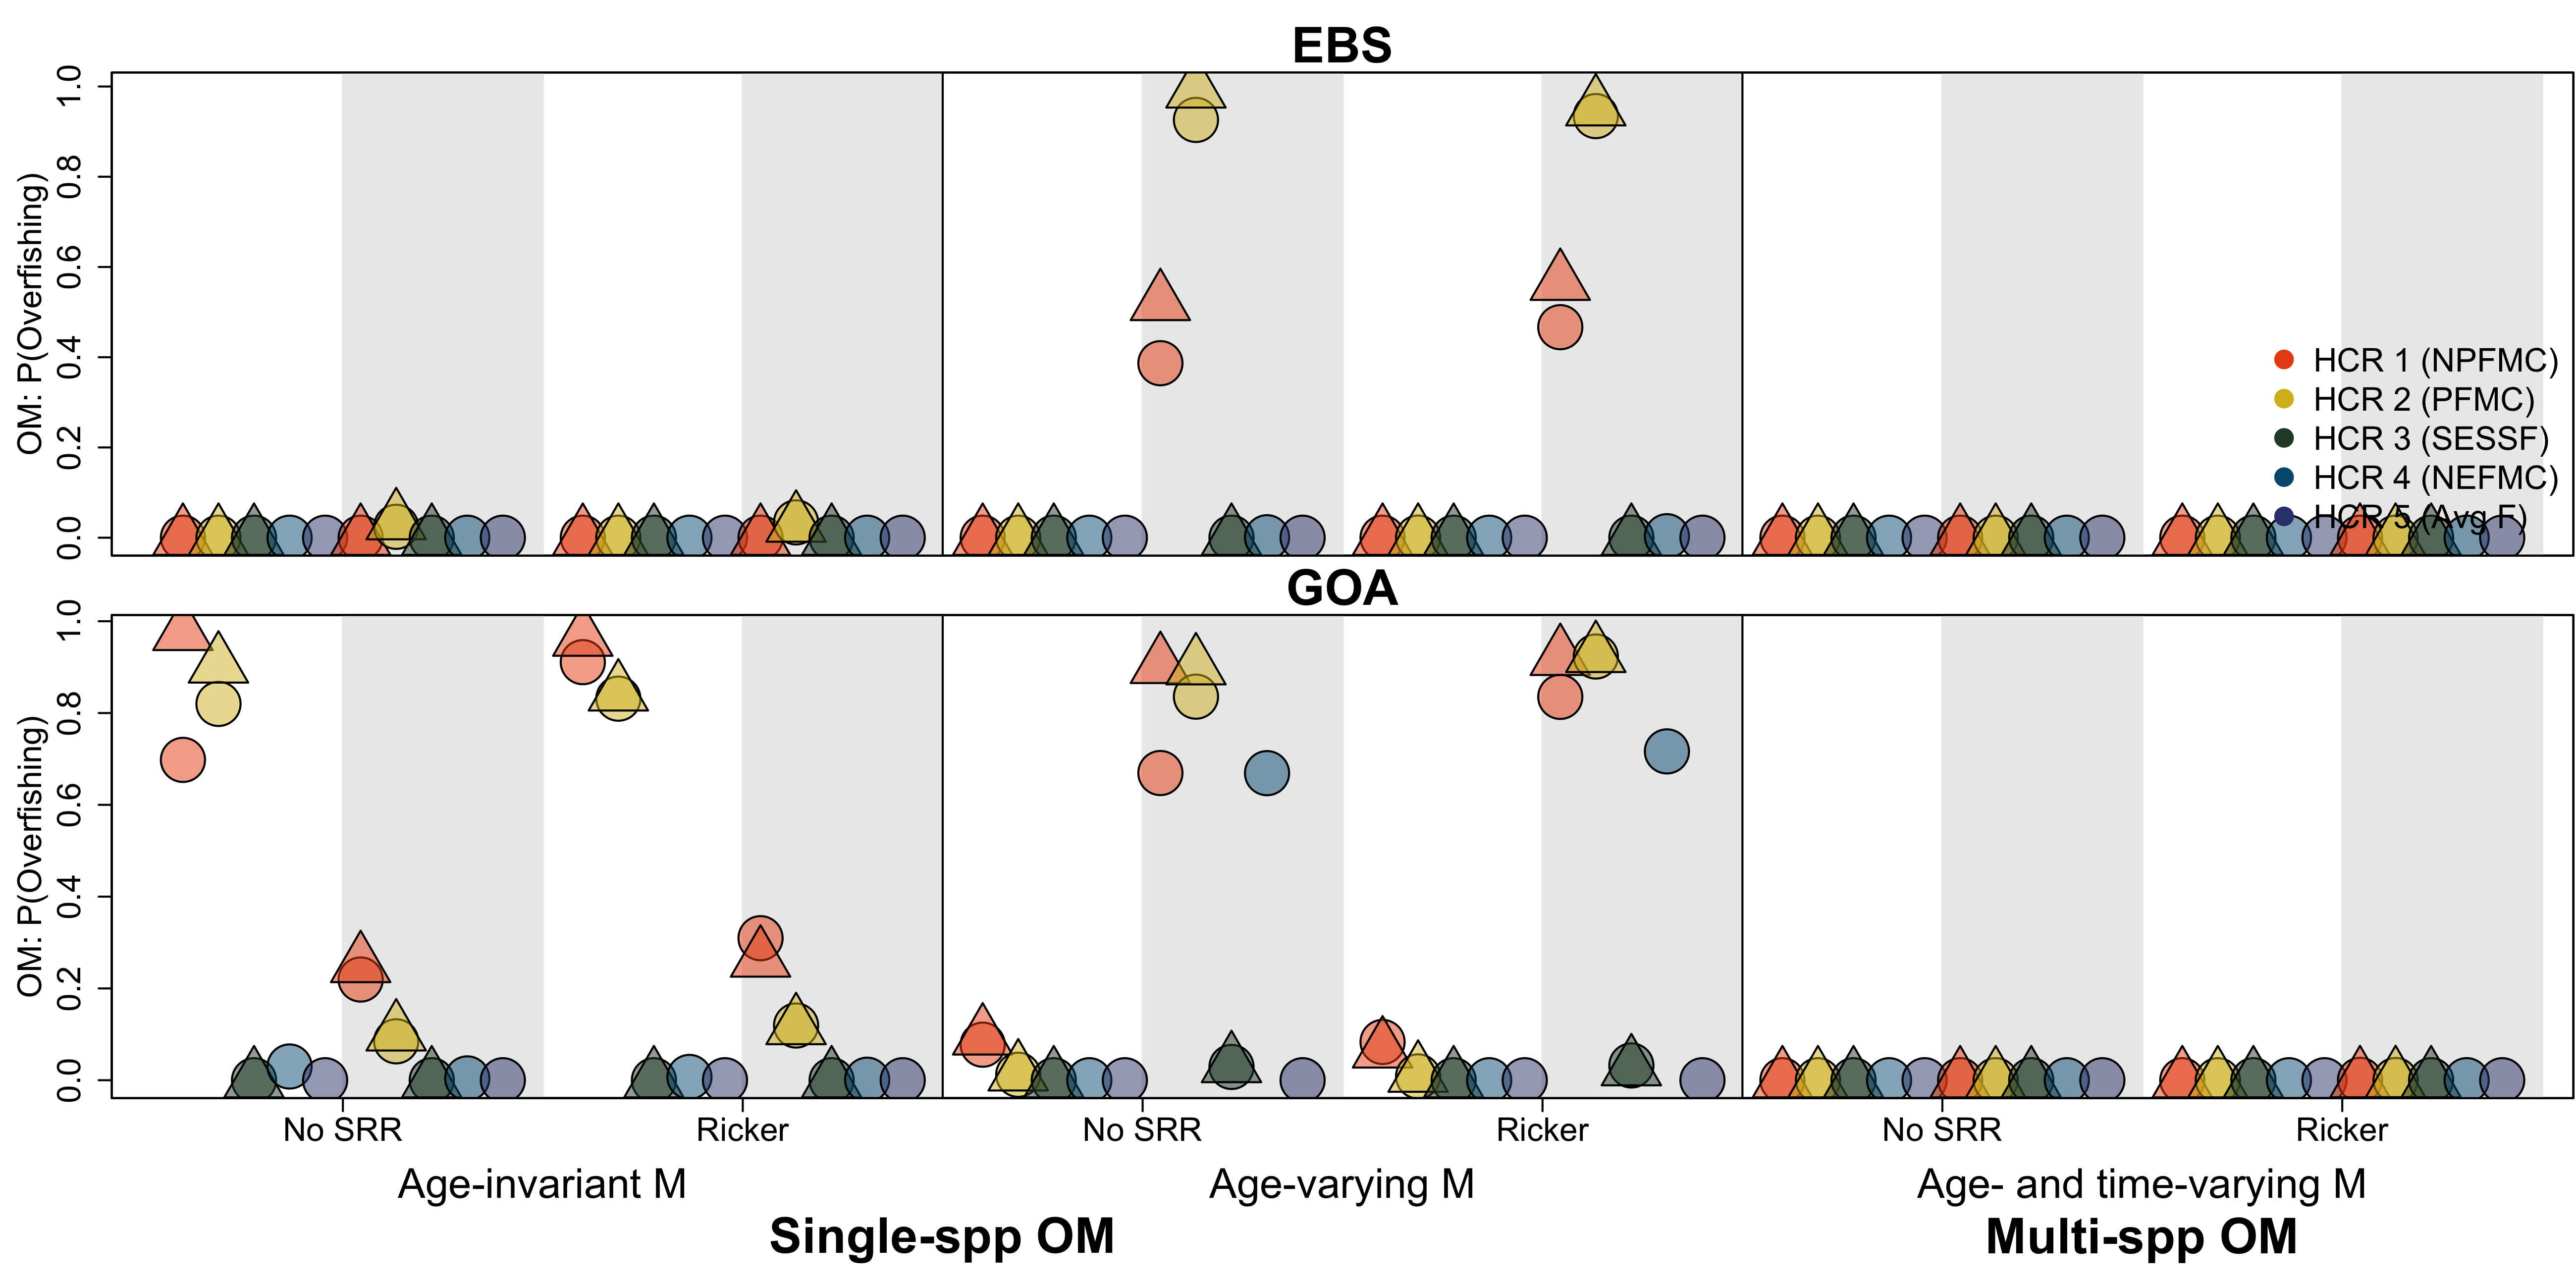 EBS
OM: P(Overfishing)
1.0
0.8
0.6
0.4
0.2
0.0
HCR 1 (NPFMC)
HCR 2 (PFMC)
HCR 3 (SESSF)
HCR 4 (NEFMC)
HCR 5 (Avg F)
GOA
OM: P(Overfishing)
1.0
0.8
0.6
0.4
0.2
0.0
No SRR Ricker No SRR Ricker No SRR Ricker
Age-invariant M Age-varying M Age- and time-varying M
Single-spp OM Multi-spp OM